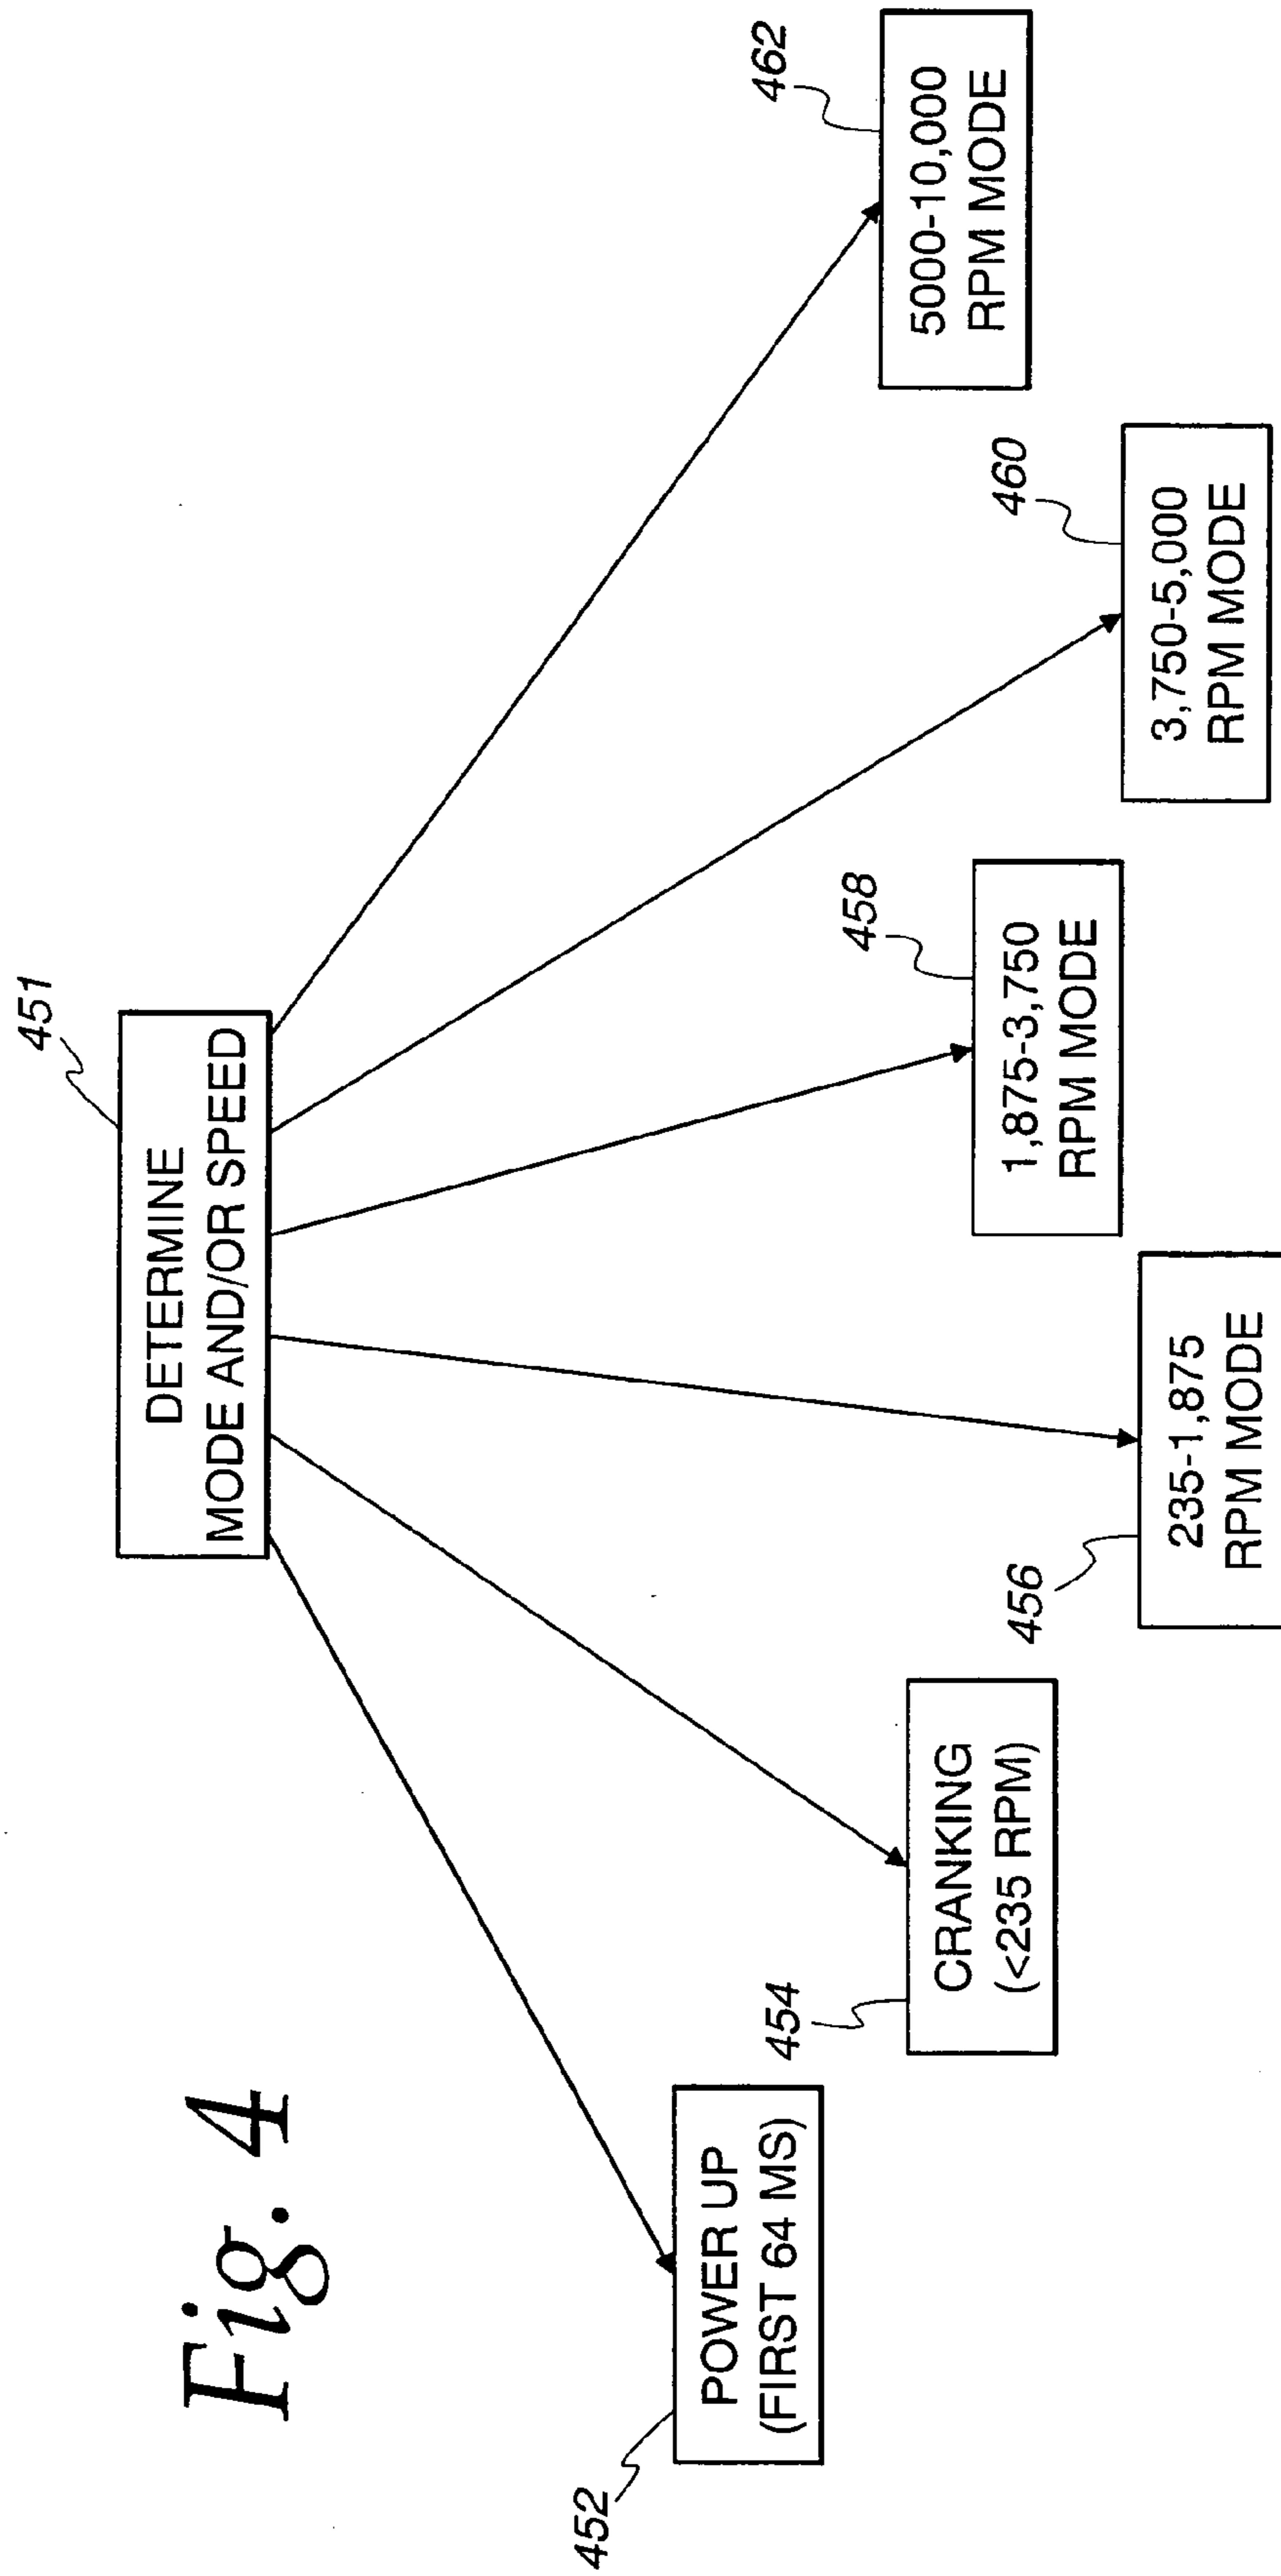 Fig. 4
451
DETERMINE
MODE AND/OR SPEED
452
POWER UP
(FIRST 64 MS)
454
CRANKING
(<235 RPM)
456
235-1,875
RPM MODE
458
1,875-3,750
RPM MODE
460
3,750-5,000
RPM MODE
462
5000-10,000
RPM MODE